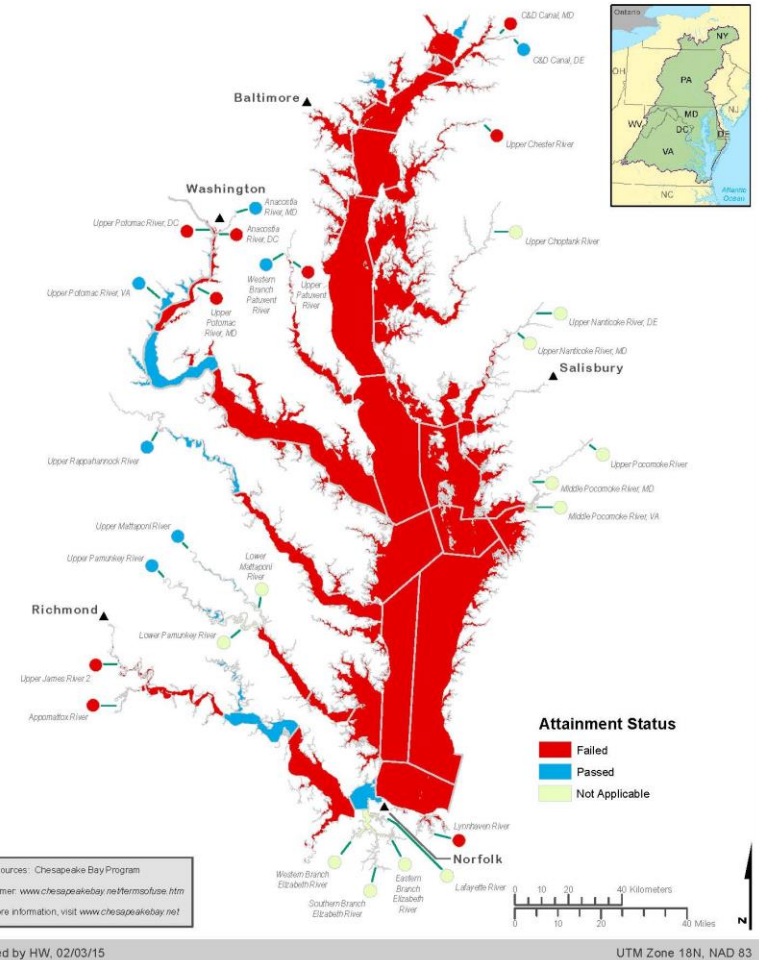 C&D Canal, MD
C&D Canal, DE
Baltimore
Upper Chester River
Ontario
NY
OH
PA
NJ
MD
WV
DC
DE
VA
NC
Atlantic
Ocean
Washington
Anacostia
River, MD
Upper Potomac River, DC
Anacostia
River, DC
Upper Choptank River
Western
Branch
Patuxent
River
Upper
Patuxent
River
Upper Potomac River, VA
Upper
Potomac
River, MD
Upper Nanticoke River, DE
Upper Nanticoke River, MD
Salisbury
Upper Rappahannock River
Upper Pocomoke River
Middle Pocomoke River, MD
Middle Pocomoke River, VA
Upper Mattaponi River
Upper Pamunkey River
Lower
Mattaponi
River
Richmond
Lower Pamunkey River
Upper James River 2
Appomattox River
Attainment Status
Failed
Passed
Not Applicable
Lynnhaven River
Norfolk
Western Branch
Elizabeth River
Southern Branch
Elizabeth River
Eastern
Branch
Elizabeth
River
Lafayette River
ources: Chesapeake Bay Program
mer: www.chesapeakebay.net/termsofuse.htm
re information, visit www.chesapeakebay.net
0 10 20 40 Kilometers
0 10 20 40 Miles
N
ed by HW, 02/03/15
UTM Zone 18N, NAD 83